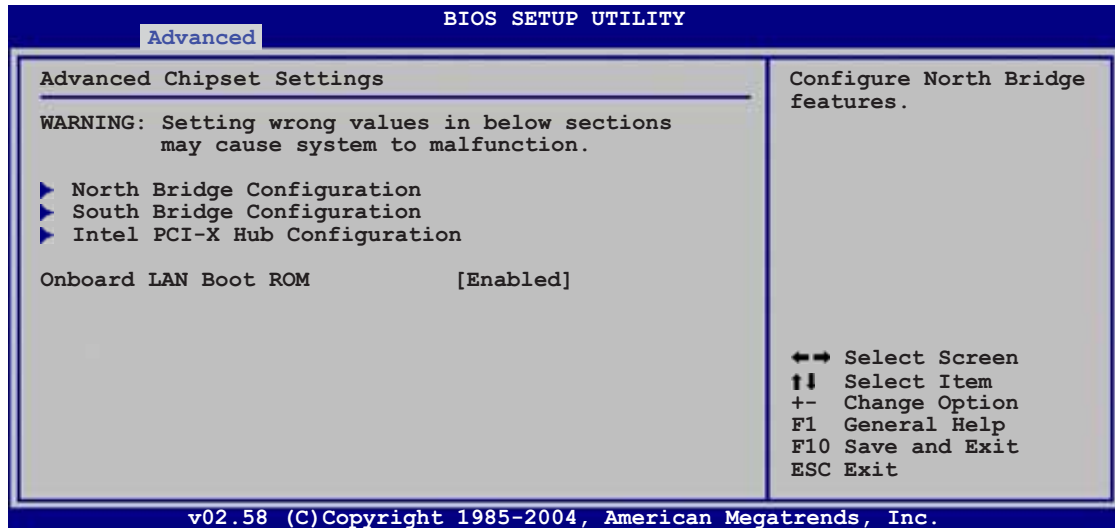 BIOS SETUP UTILITY
Advanced
Advanced Chipset Settings
WARNING: Setting wrong values in below sections
may cause system to malfunction.
North Bridge Configuration
South Bridge Configuration
Intel PCI-X Hub Configuration
Onboard LAN Boot ROM [Enabled]
Configure North Bridge
features.
Select Screen
Select Item
+- Change Option
F1 General Help
F10 Save and Exit
ESC Exit
v02.58 (C)Copyright 1985-2004, American Megatrends, Inc.